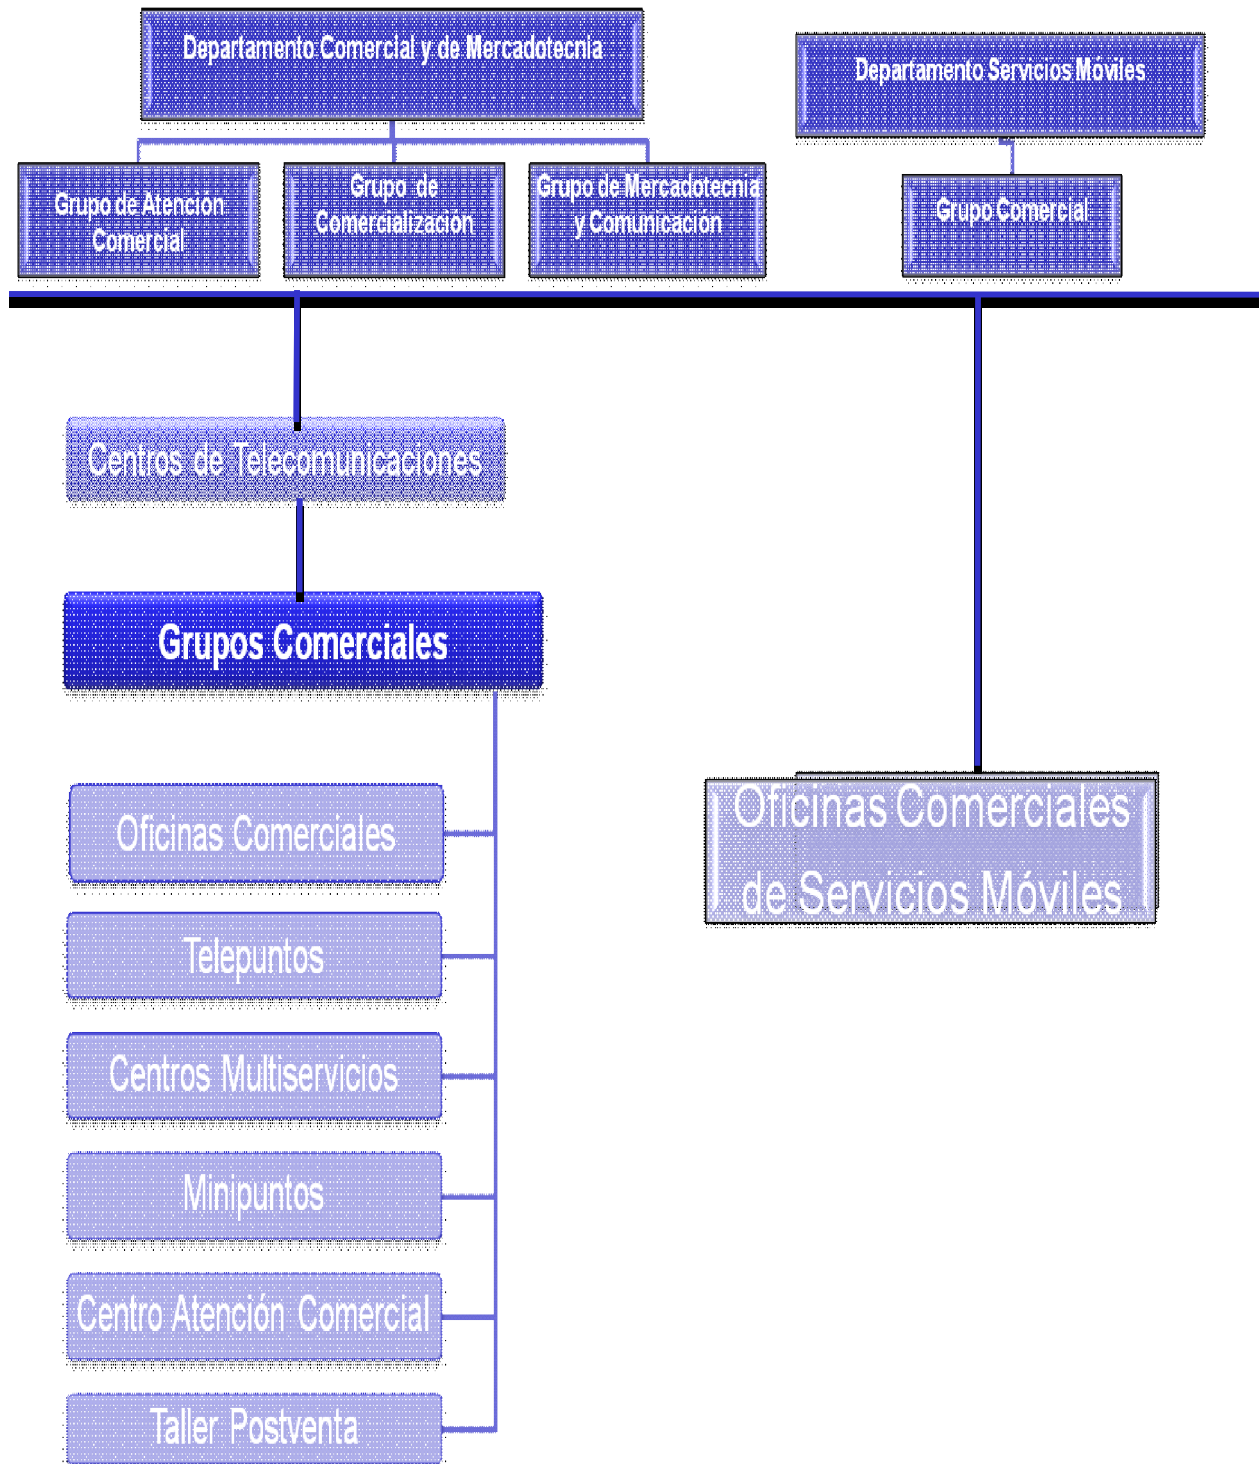 Departamento Comercial y de Mercadotecnia
Departamento Servicios Móviles
Grupo de Atención
Comercial
Grupo de
Comercialización
Grupo de Mercadotecnia
y Comunicación
Grupo Comercial
Centros de Telecomunicaciones
Grupos Comerciales
Oficinas Comerciales
Telepuntos
Centros Multiservicios
Minipuntos
Centro Atención Comercial
Taller Postventa
Oficinas Comerciales
de Servicios Móviles